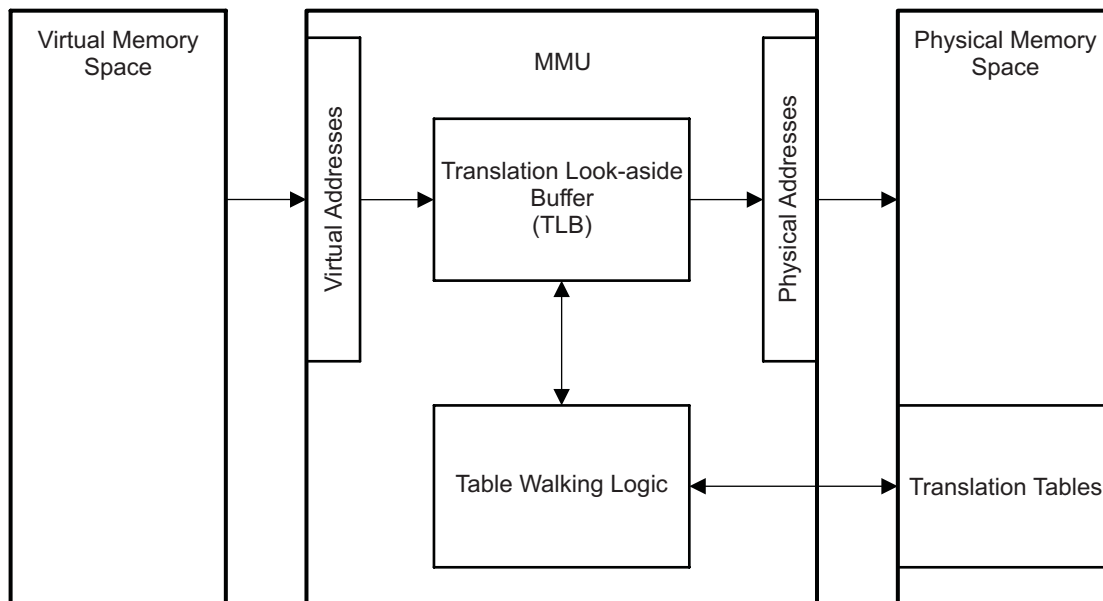 Virtual Memory
Space
MMU
Physical Memory
Space
Virtual Addresses
Translation Look-aside
Buffer
(TLB)
Physical Addresses
Table Walking Logic
Translation Tables